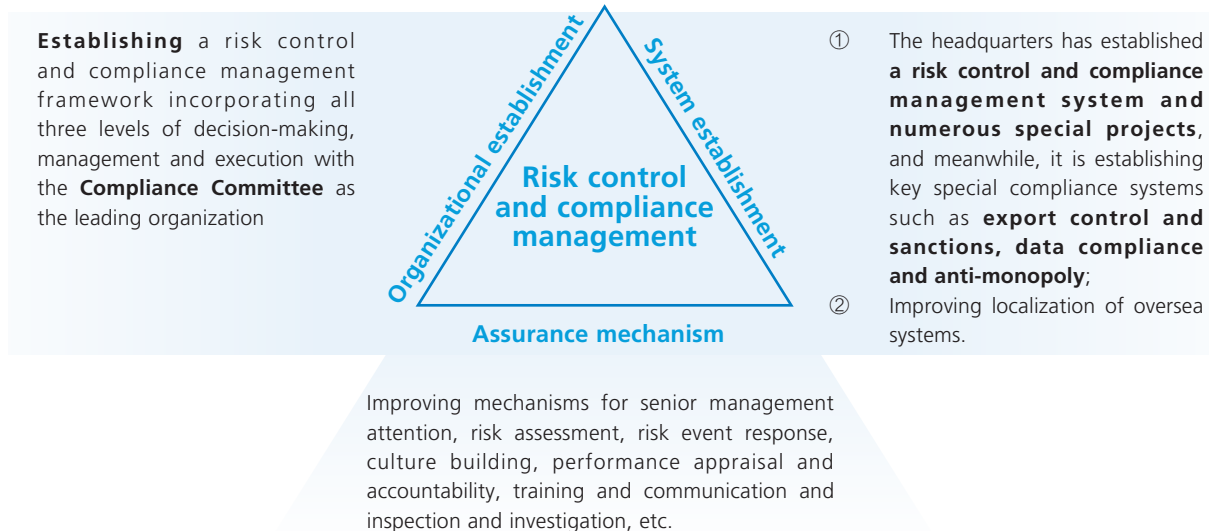 Establishing a risk control
and compliance management
framework incorporating all
three levels of decision-making,
management and execution with
the Compliance Committee as
the leading organization
Organizational establishment
System establishment
Risk control
and compliance
management
Assurance mechanism
① The headquarters has established
a risk control and compliance
management system and
numerous special projects,
and meanwhile, it is establishing
key special compliance systems
such as export control and
sanctions, data compliance
and anti-monopoly;
② Improving localization of oversea
systems.
Improving mechanisms for senior management
attention, risk assessment, risk event response,
culture building, performance appraisal and
accountability, training and communication and
inspection and investigation, etc.